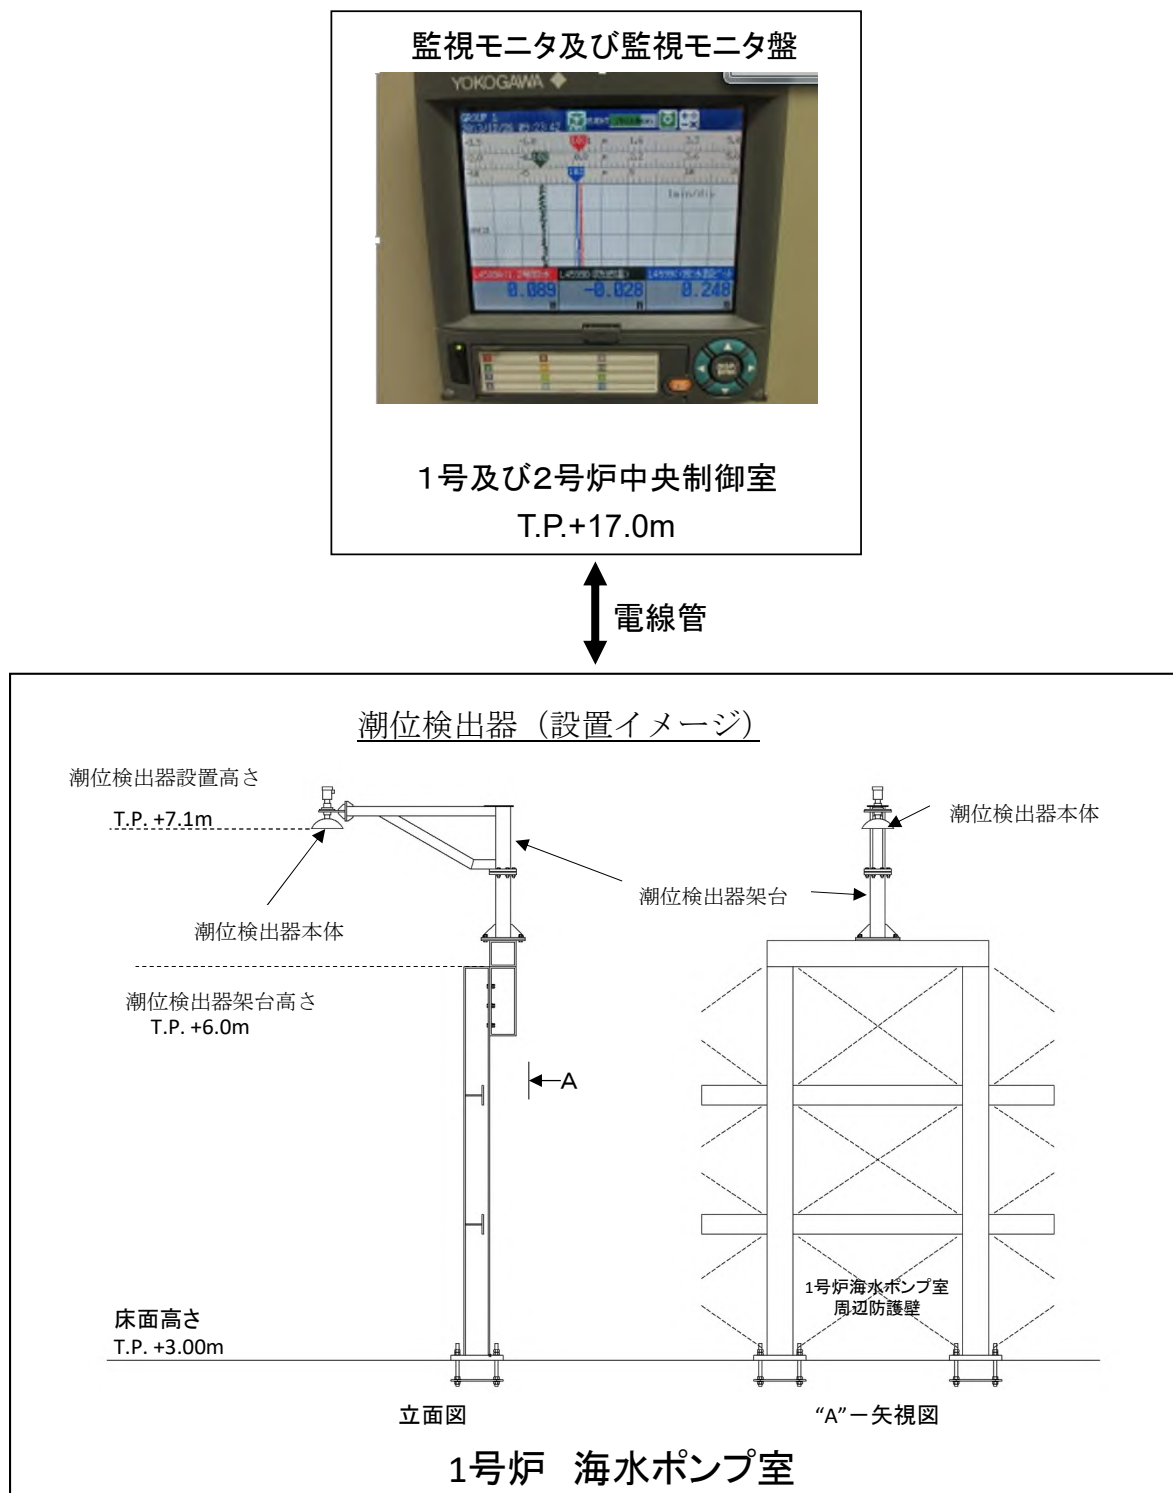 監視モニタ及び監視モニタ盤
YOKOGAWA
GROUP 1
1min/div
0.089
-0.028
0.248
1号及び2号炉中央制御室
T.P.+17.0m
電線管
潮位検出器（設置イメージ）
潮位検出器設置高さ
T.P. +7.1m
潮位検出器本体
潮位検出器架台
潮位検出器本体
潮位検出器架台高さ
T.P. +6.0m
A
1号炉海水ポンプ室
周辺防護壁
床面高さ
T.P. +3.00m
立面図
“A”－矢視図
1号炉　海水ポンプ室